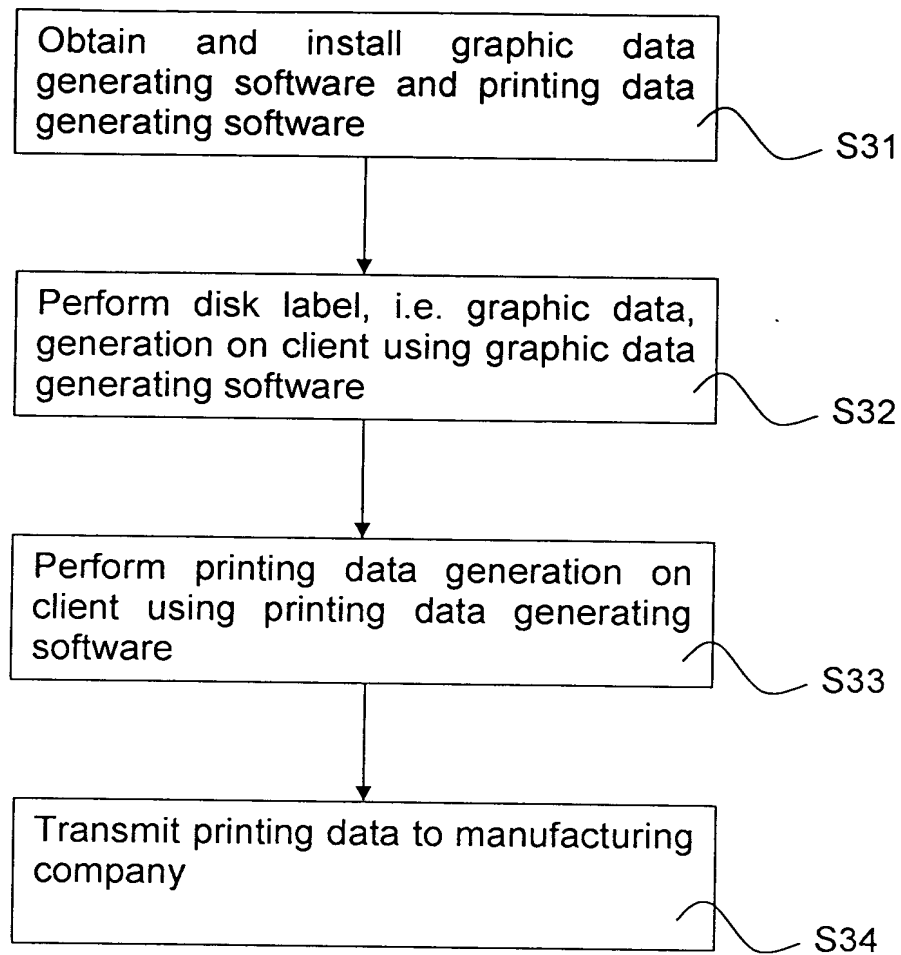 Obtain and install graphic data
generating software and printing data
generating software
S31
Perform disk label, i.e. graphic data,
generation on client using graphic data
generating software
S32
Perform printing data generation on
client using printing data generating
software
S33
Transmit printing data to manufacturing
company
S34